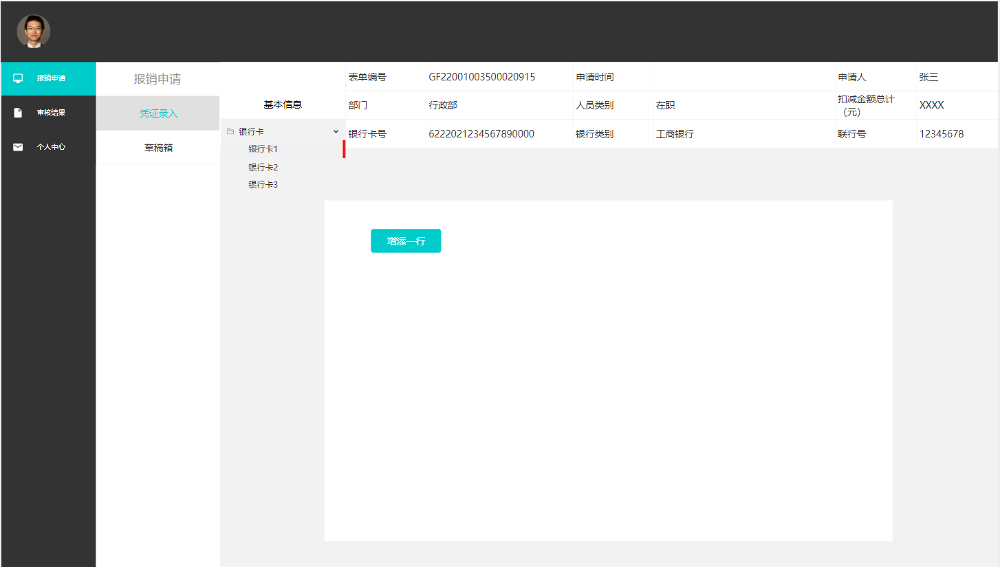 报销申请
审核结果
个人中心
报销申请
凭证录入
草稿箱
基本信息
银行卡
银行卡1
银行卡2
银行卡3
表单编号 GF22001003500020915 申请时间 申请人 张三
部门 行政部 人员类别 在职 扣减金额总计
（元） XXXX
银行卡号 6222021234567890000 银行类别 工商银行 联行号 12345678
增添一行